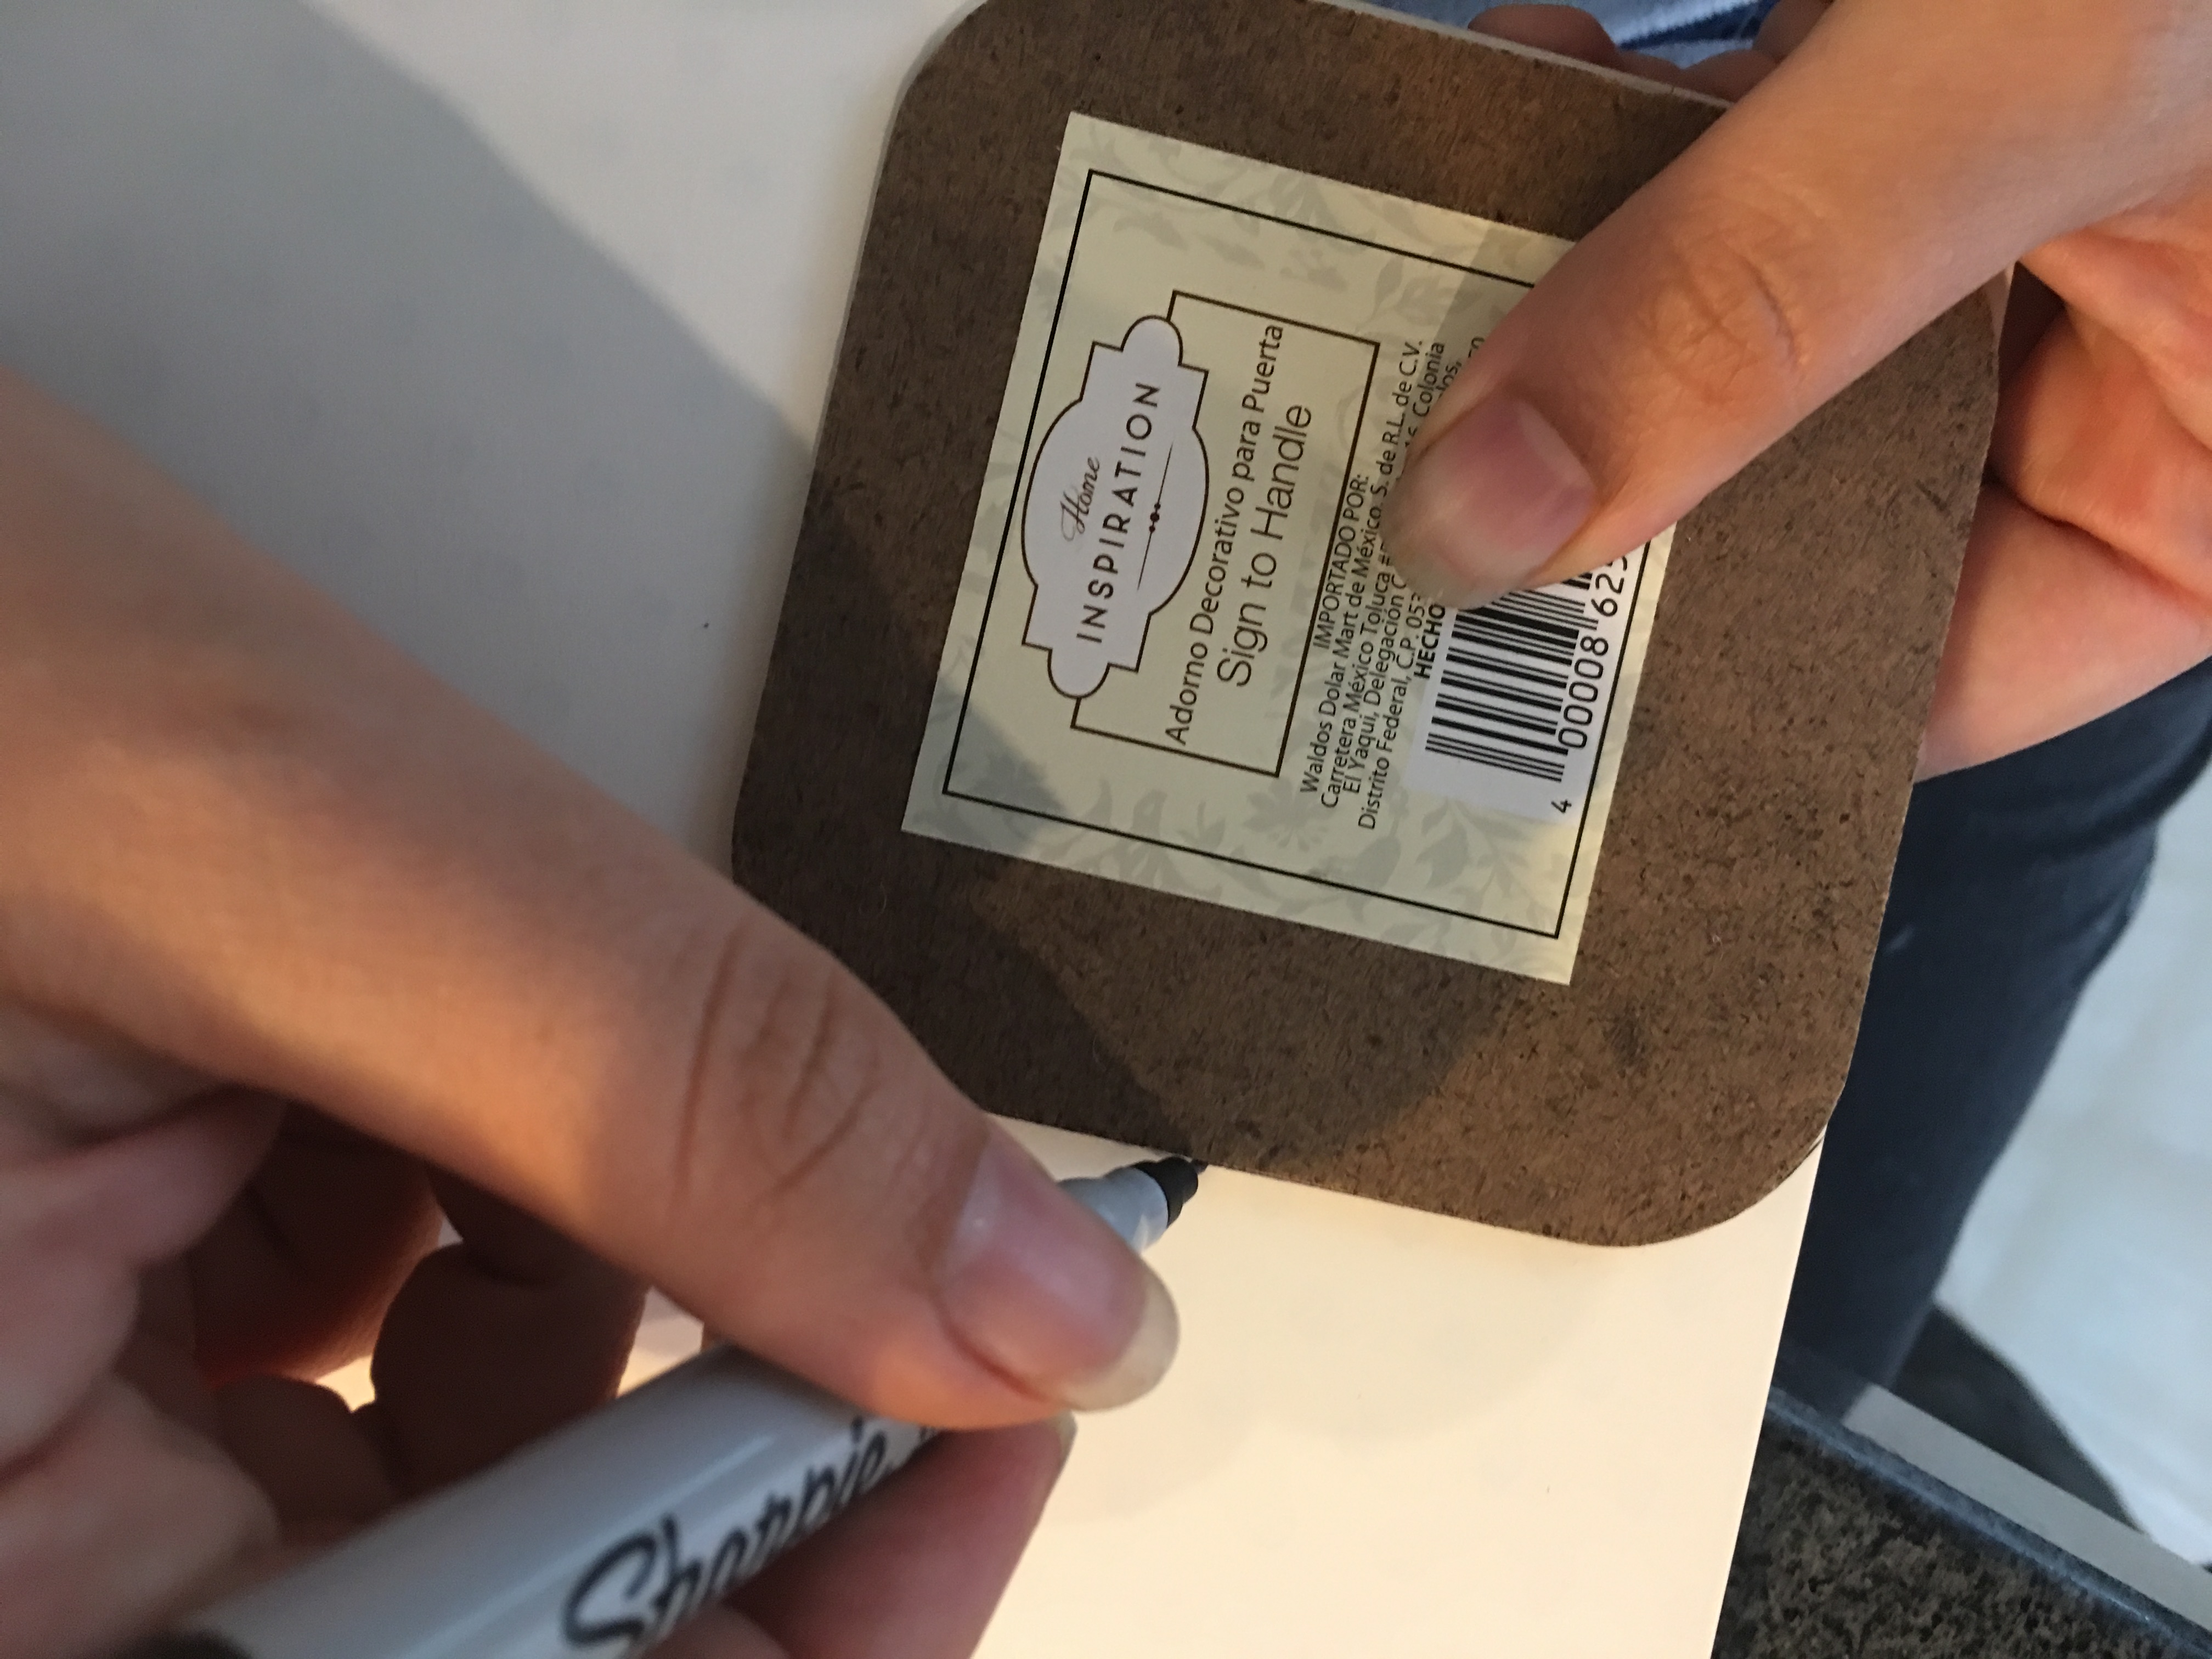 Home
INSPIRATION
Adorno Decorativo para Puerta
Sign to Handle
IMPORTADO POR:
Waldos Dolar Mart de México, S. de R.L. de C.V.
Carretera México Toluca Colonia
El Yaqui, Delegación
Distrito Federal, C.P.
HECHO
4 00008 62
Sharpie